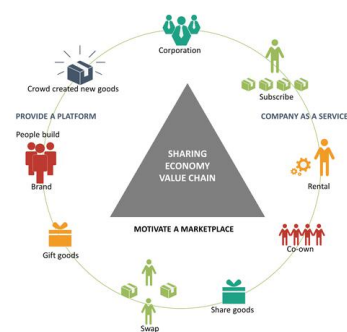 Corporation
Crowd created new goods
Subscribe
PROVIDE A PLATFORM
COMPANY AS A SERVICE
People build
Brand
SHARING
ECONOMY
VALUE CHAIN
Rental
MOTIVATE A MARKETPLACE
Gift goods
Co-own
Share goods
Swap